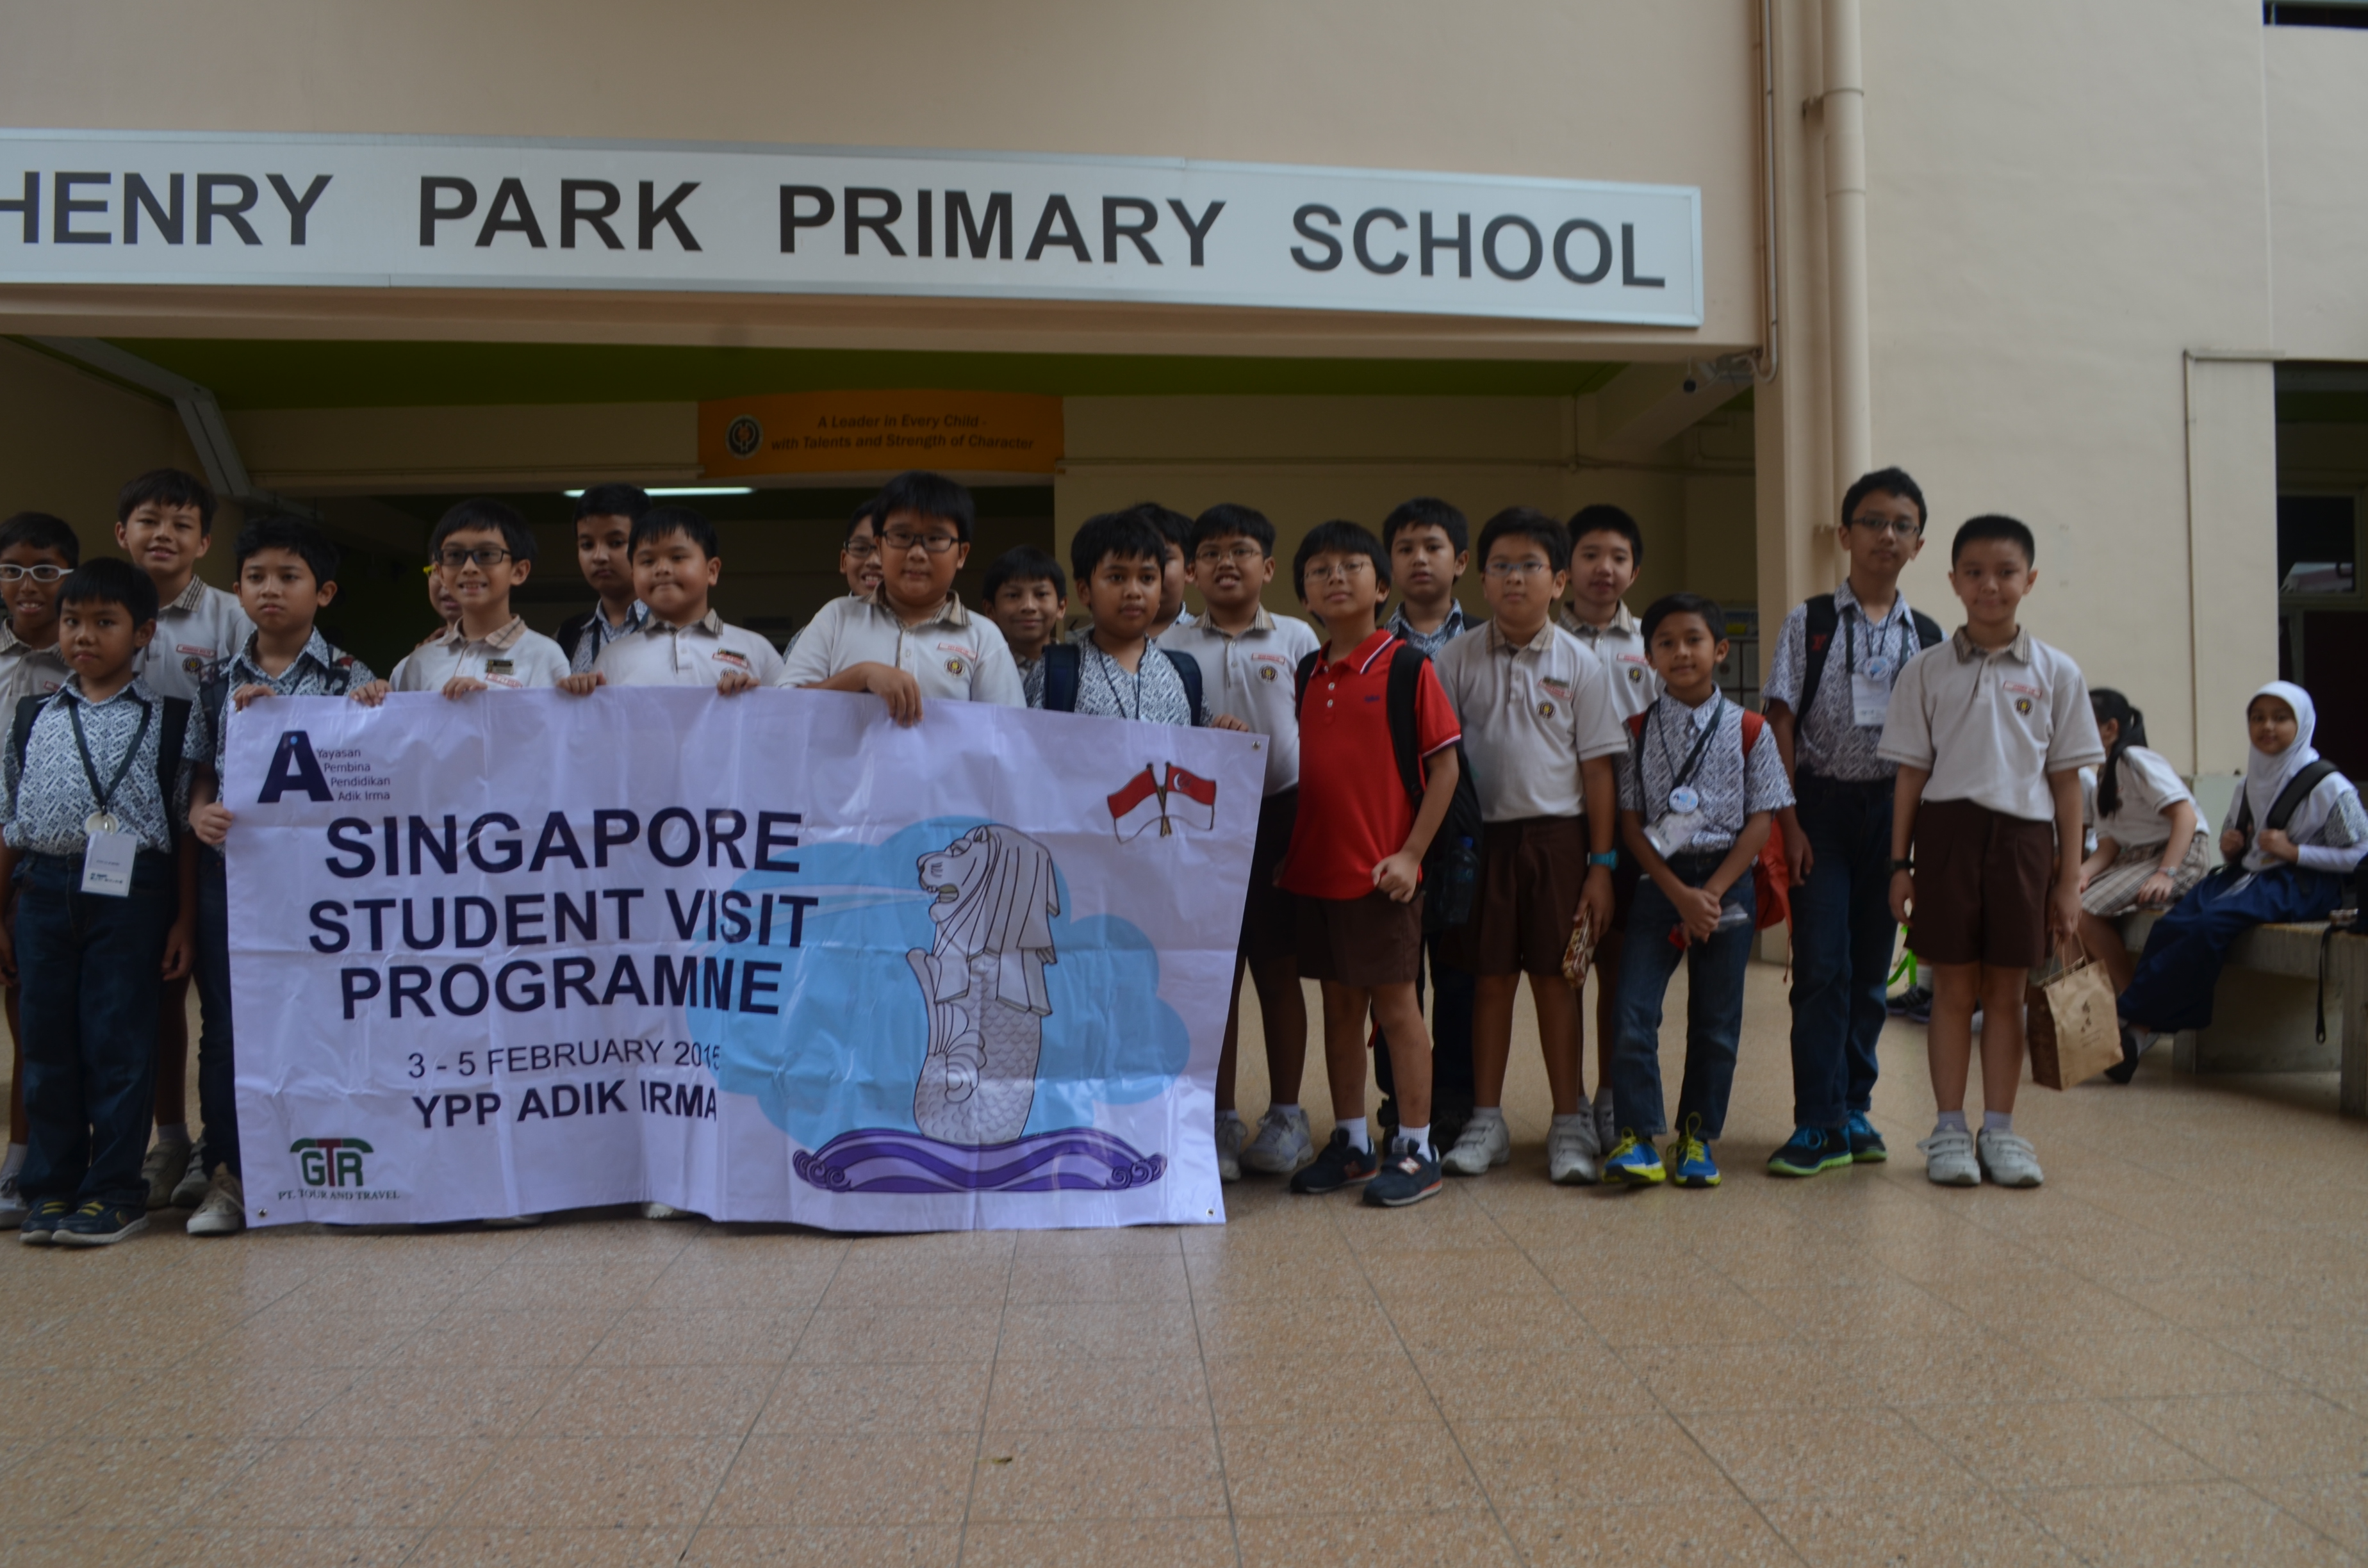 HENRY PARK PRIMARY SCHOOL
A Leader in Every Child -
with Talents and Strength of Character
A Yayasan
Pembina
Pendidikan
Adik Irma
SINGAPORE
STUDENT VISIT
PROGRAMME
3 - 5 FEBRUARY 2015
YPP ADIK IRMA
GTR
PT. TOUR AND TRAVEL